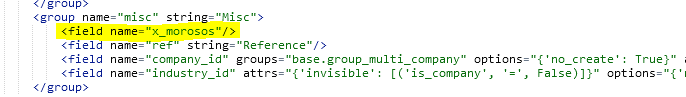 </group>
<group name="misc" string="Misc">
<field name="x_morosos"/>
<field name="ref" string="Reference"/>
<field name="company_id" groups="base.group_multi_company" options="{'no_create': True}"
<field name="industry_id" attrs="{'invisible': [('is_company', '=', False)]}" options="{'
</group>